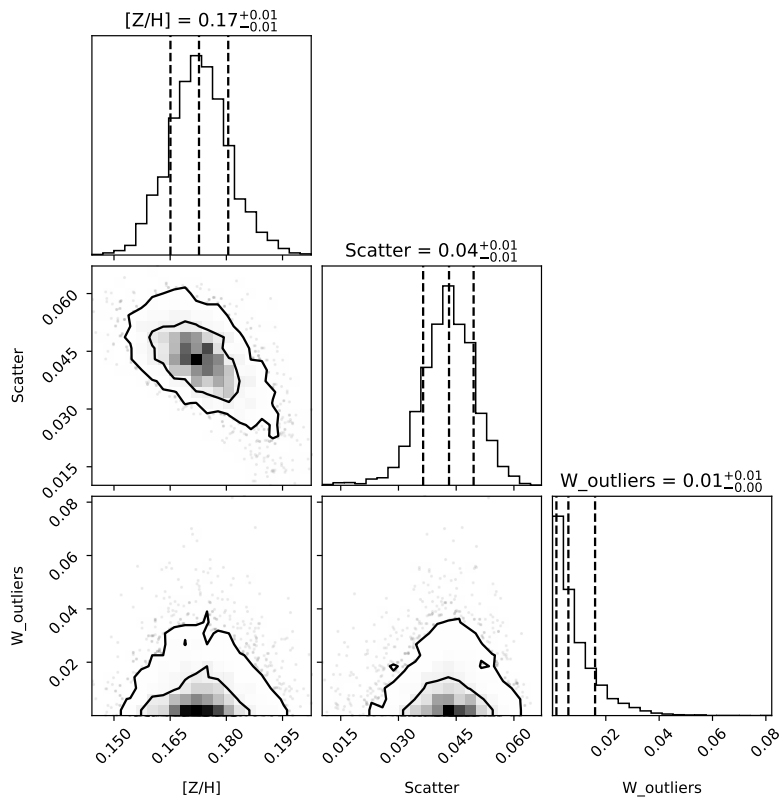 [Z/H] = 0.17+0.01−0.01
Scatter = 0.04+0.01−0.01
0.060
0.045
0.030
0.015
Scatter
W_outliers = 0.01+0.01−0.00
0.08
0.06
0.04
0.02
W_outliers
0.150 0.165 0.180 0.195
0.015 0.030 0.045 0.060
0.02 0.04 0.06 0.08
[Z/H] Scatter W_outliers